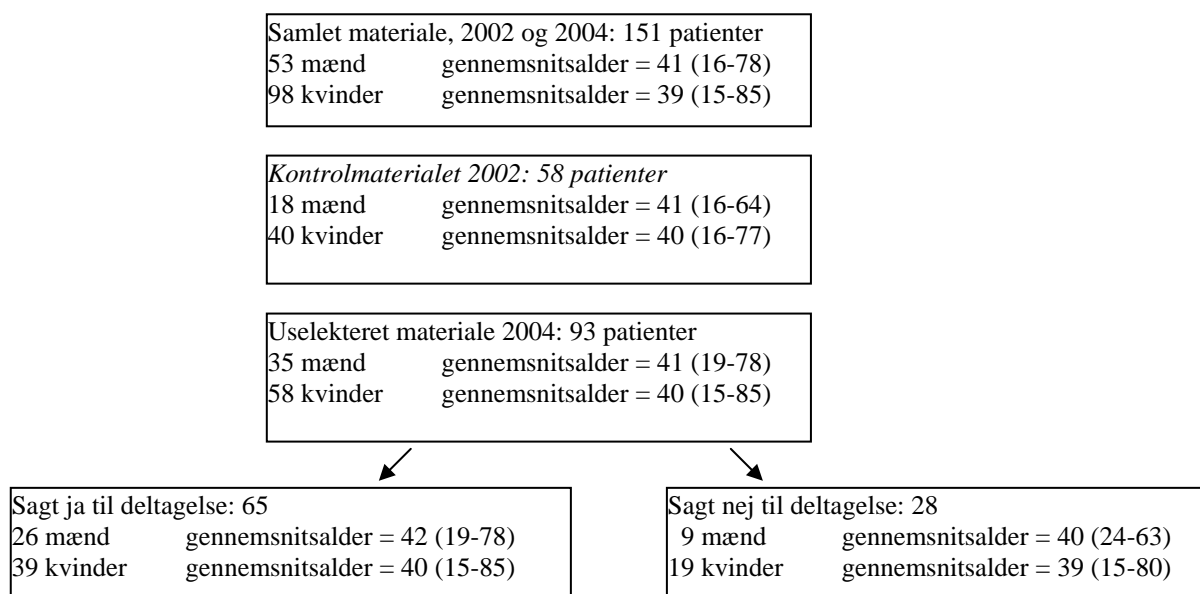 Samlet materiale, 2002 og 2004: 151 patienter
53 mænd gennemsnitsalder = 41 (16-78)
98 kvinder gennemsnitsalder = 39 (15-85)
Kontrolmaterialet 2002: 58 patienter
18 mænd gennemsnitsalder = 41 (16-64)
40 kvinder gennemsnitsalder = 40 (16-77)
Uselekteret materiale 2004: 93 patienter
35 mænd gennemsnitsalder = 41 (19-78)
58 kvinder gennemsnitsalder = 40 (15-85)
Sagt ja til deltagelse: 65
26 mænd gennemsnitsalder = 42 (19-78)
39 kvinder gennemsnitsalder = 40 (15-85)
Sagt nej til deltagelse: 28
9 mænd gennemsnitsalder = 40 (24-63)
19 kvinder gennemsnitsalder = 39 (15-80)